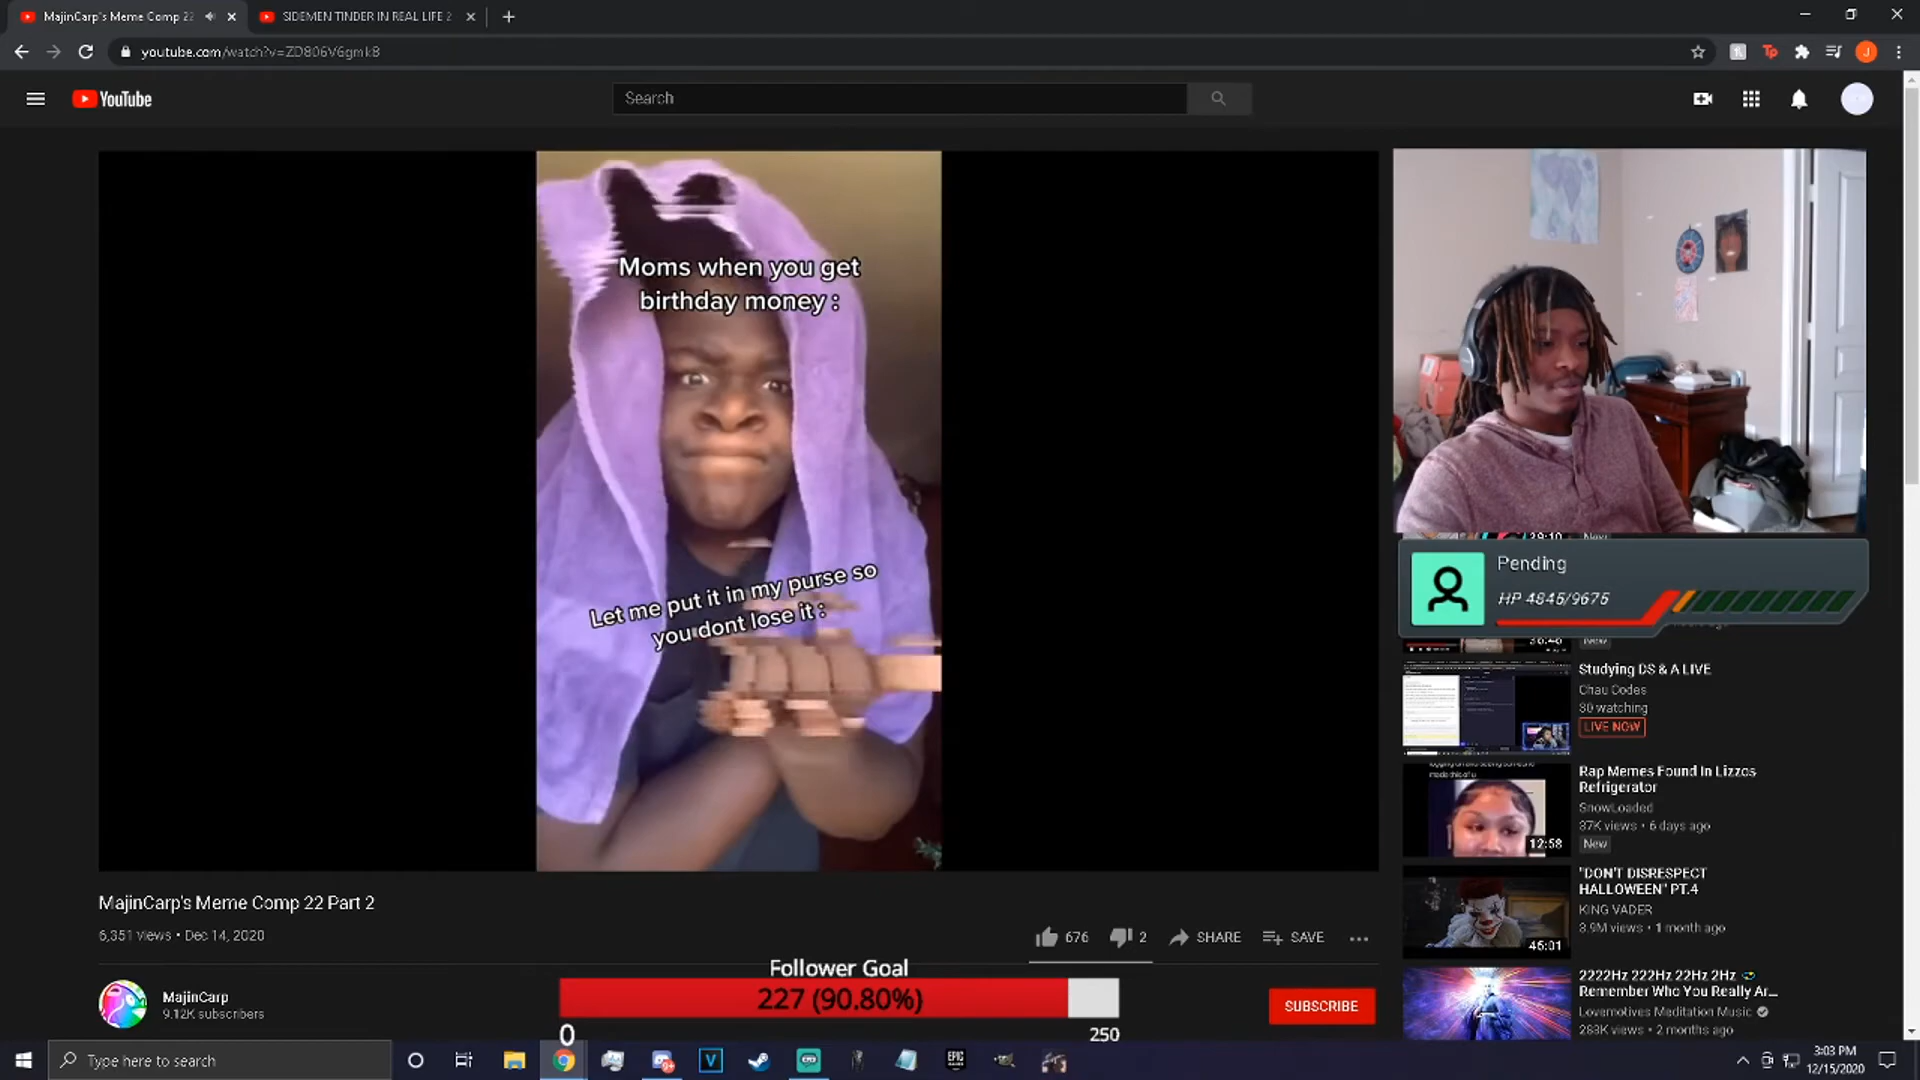 MajinCarp's Meme Comp 22
SIDEMEN TINDER IN REAL LIFE 2
youtube.com/watch?v=ZD806V6gmk8
YouTube
Search
Moms when you get
birthday money :
Let me put it in my purse so
you dont lose it :
Pending
HP 4845/9675
New
Studying DS & A LIVE
Chau Codes
80 watching
LIVE NOW
Rap Memes Found In Lizzos
Refrigerator
SnowLoaded
37K views • 6 days ago
New
12:58
"DON'T DISRESPECT
HALLOWEEN" PT.4
KING VADER
3.9M views • 1 month ago
46:01
2222Hz 222Hz 22Hz 2Hz
Remember Who You Really Ar...
Lovemotives Meditation Music
283K views • 2 months ago
MajinCarp's Meme Comp 22 Part 2
6,351 views • Dec 14, 2020
676
2
SHARE
SAVE
Follower Goal
227 (90.80%)
0
250
MajinCarp
9.12K subscribers
SUBSCRIBE
Type here to search
3:03 PM
12/15/2020